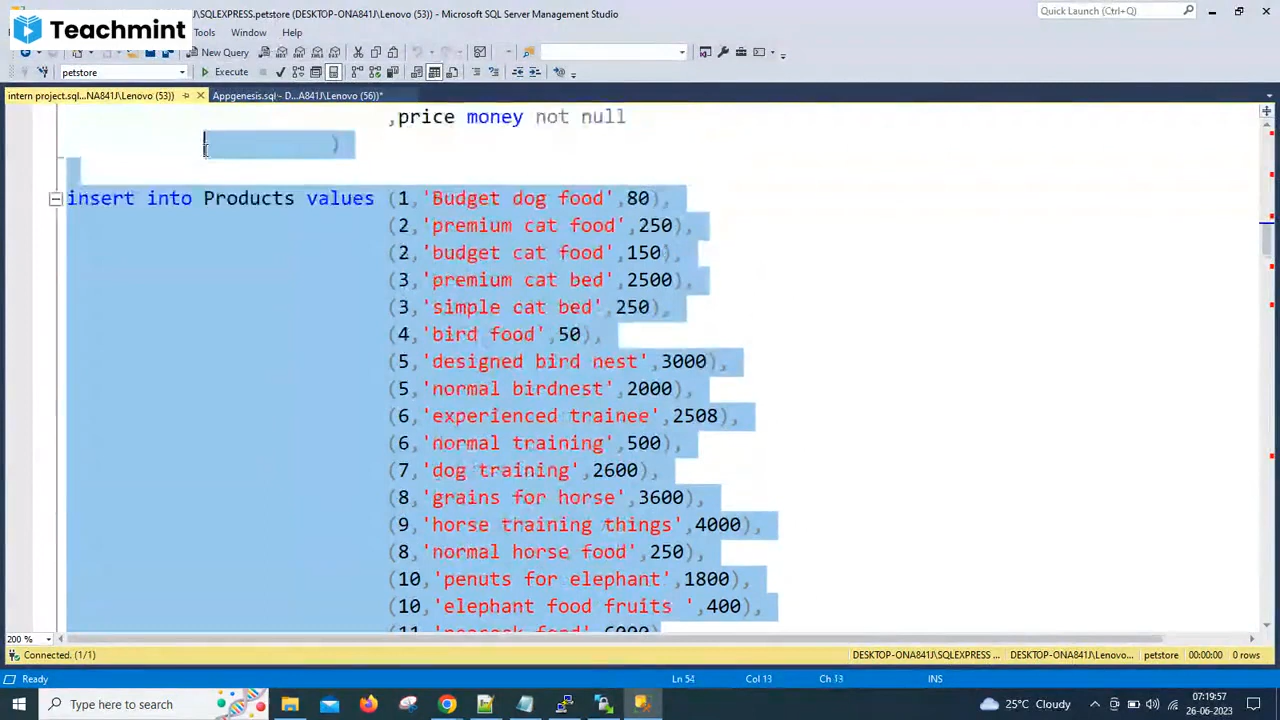 J\SQLEXPRESS.petstore (DESKTOP-ONA841J\Lenovo (53)) - Microsoft SQL Server Management Studio
Quick Launch (Ctrl+Q)
Teachmint
Tools Window Help
New Query
petstore
Execute
intern project.sql...NA841J\Lenovo (53))
Appgenesis.sql - D...A841J\Lenovo (56))*
,price money not null
)
insert into Products values (1,'Budget dog food',80),
(2,'premium cat food',250),
(2,'budget cat food',150),
(3,'premium cat bed',2500),
(3,'simple cat bed',250),
(4,'bird food',50),
(5,'designed bird nest',3000),
(5,'normal birdnest',2000),
(6,'experienced trainee',2508),
(6,'normal training',500),
(7,'dog training',2600),
(8,'grains for horse',3600),
(9,'horse training things',4000),
(8,'normal horse food',250),
(10,'penuts for elephant',1800),
(10,'elephant food fruits ',400),
200 %
Connected. (1/1)
DESKTOP-ONA841J\SQLEXPRESS ... DESKTOP-ONA841J\Lenovo... petstore 00:00:00 0 rows
Ready
Ln 54 Col 13 Ch 13 INS
Type here to search
25°C Cloudy
07:19:57
26-06-2023